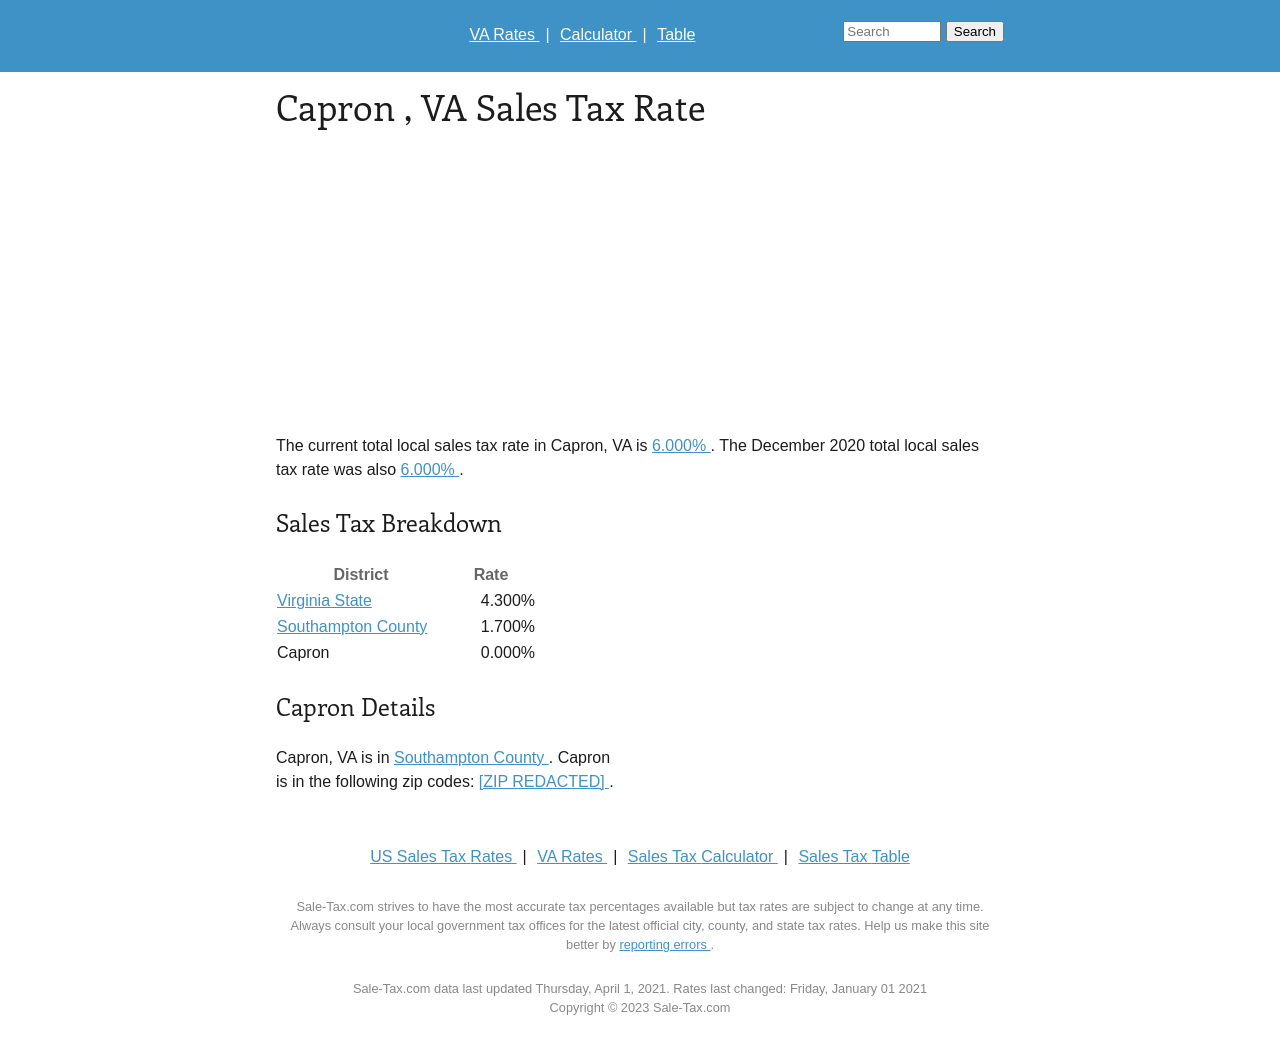 VA Rates | Calculator | Table Search Search
Capron , VA Sales Tax Rate
The current total local sales tax rate in Capron, VA is 6.000% . The December 2020 total local sales
tax rate was also 6.000% .
Sales Tax Breakdown
District Rate
Virginia State 4.300%
Southampton County 1.700%
Capron 0.000%
Capron Details
Capron, VA is in Southampton County . Capron
is in the following zip codes: [ZIP REDACTED] .
US Sales Tax Rates | VA Rates | Sales Tax Calculator | Sales Tax Table
Sale-Tax.com strives to have the most accurate tax percentages available but tax rates are subject to change at any time.
Always consult your local government tax offices for the latest official city, county, and state tax rates. Help us make this site
better by reporting errors .
Sale-Tax.com data last updated Thursday, April 1, 2021. Rates last changed: Friday, January 01 2021
Copyright © 2023 Sale-Tax.com